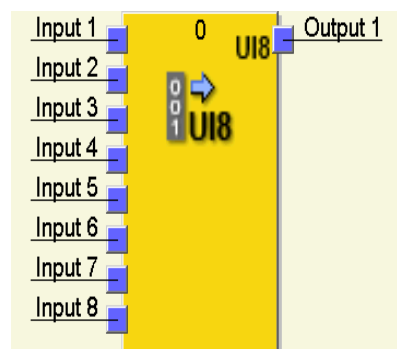 Input 1 0 UI8 Output 1
Input 2
Input 3 0
0
1 UI8
Input 4
Input 5
Input 6
Input 7
Input 8